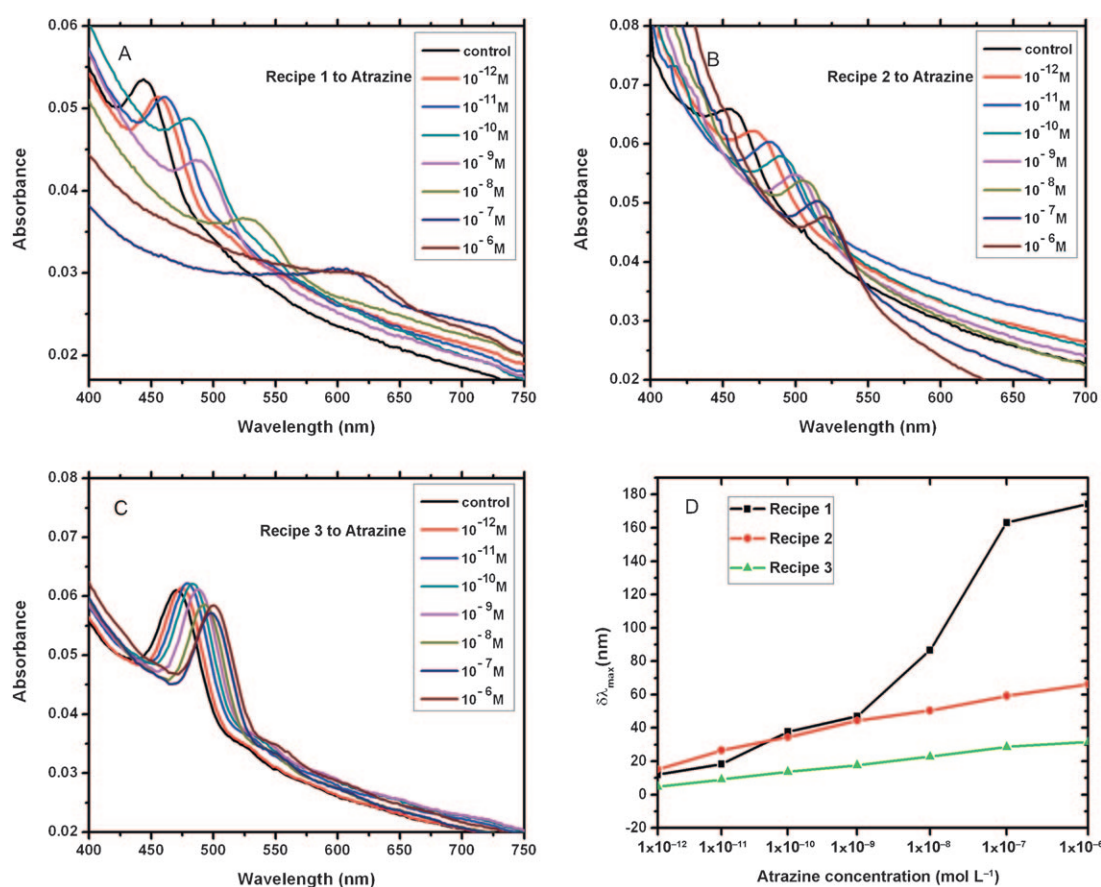 A
Recipe 1 to Atrazine
control
10⁻¹²M
10⁻¹¹M
10⁻¹⁰M
10⁻⁹M
10⁻⁸M
10⁻⁷M
10⁻⁶M
0.06
0.05
0.04
0.03
0.02
Absorbance
400 450 500 550 600 650 700 750
Wavelength (nm)
B
Recipe 2 to Atrazine
control
10⁻¹²M
10⁻¹¹M
10⁻¹⁰M
10⁻⁹M
10⁻⁸M
10⁻⁷M
10⁻⁶M
0.08
0.07
0.06
0.05
0.04
0.03
0.02
Absorbance
400 450 500 550 600 650 700
Wavelength (nm)
C
Recipe 3 to Atrazine
control
10⁻¹²M
10⁻¹¹M
10⁻¹⁰M
10⁻⁹M
10⁻⁸M
10⁻⁷M
10⁻⁶M
0.08
0.07
0.06
0.05
0.04
0.03
0.02
Absorbance
400 450 500 550 600 650 700 750
Wavelength (nm)
D
Recipe 1
Recipe 2
Recipe 3
180
160
140
120
100
80
60
40
20
0
-20
δλmax(nm)
1x10⁻¹² 1x10⁻¹¹ 1x10⁻¹⁰ 1x10⁻⁹ 1x10⁻⁸ 1x10⁻⁷ 1x10⁻⁶
Atrazine concentration (mol L⁻¹)